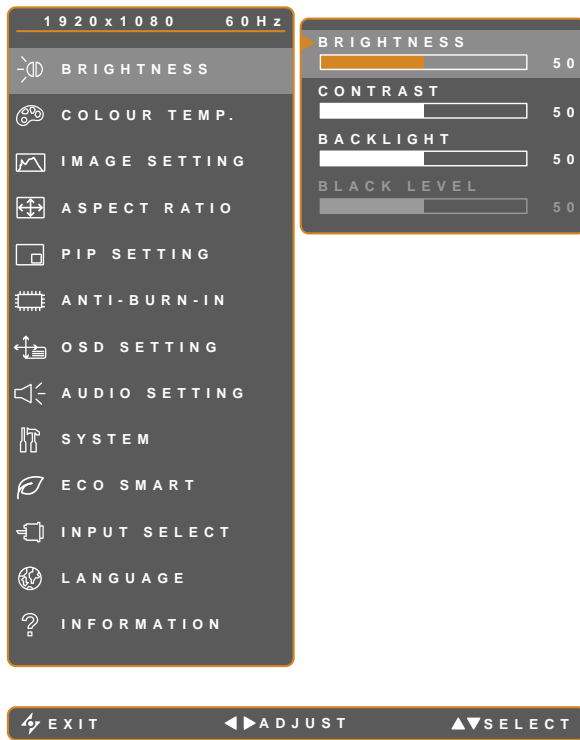 1920x1080 60Hz
BRIGHTNESS
COLOUR TEMP.
IMAGE SETTING
ASPECT RATIO
PIP SETTING
ANTI-BURN-IN
OSD SETTING
AUDIO SETTING
SYSTEM
ECO SMART
INPUT SELECT
LANGUAGE
INFORMATION
BRIGHTNESS
50
CONTRAST
50
BACKLIGHT
50
BLACK LEVEL
50
EXIT ◀▶ADJUST ▲▼SELECT